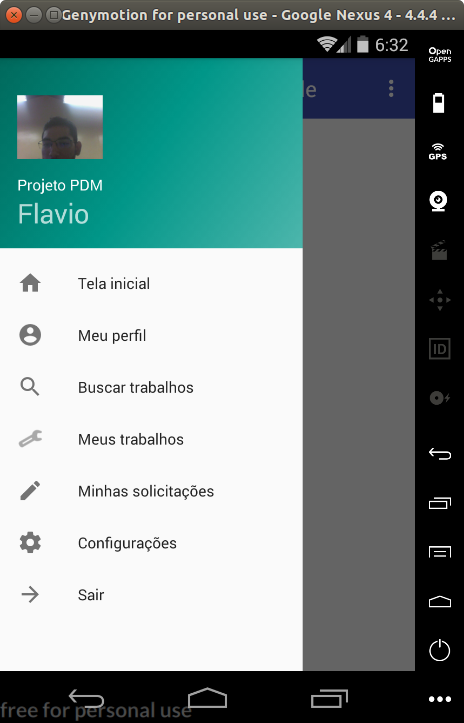 Genymotion for personal use - Google Nexus 4 - 4.4.4 ...
6:32
Open
GAPPS
GPS
ID
Projeto PDM
Flavio
Tela inicial
Meu perfil
Buscar trabalhos
Meus trabalhos
Minhas solicitações
Configurações
Sair
free for personal use